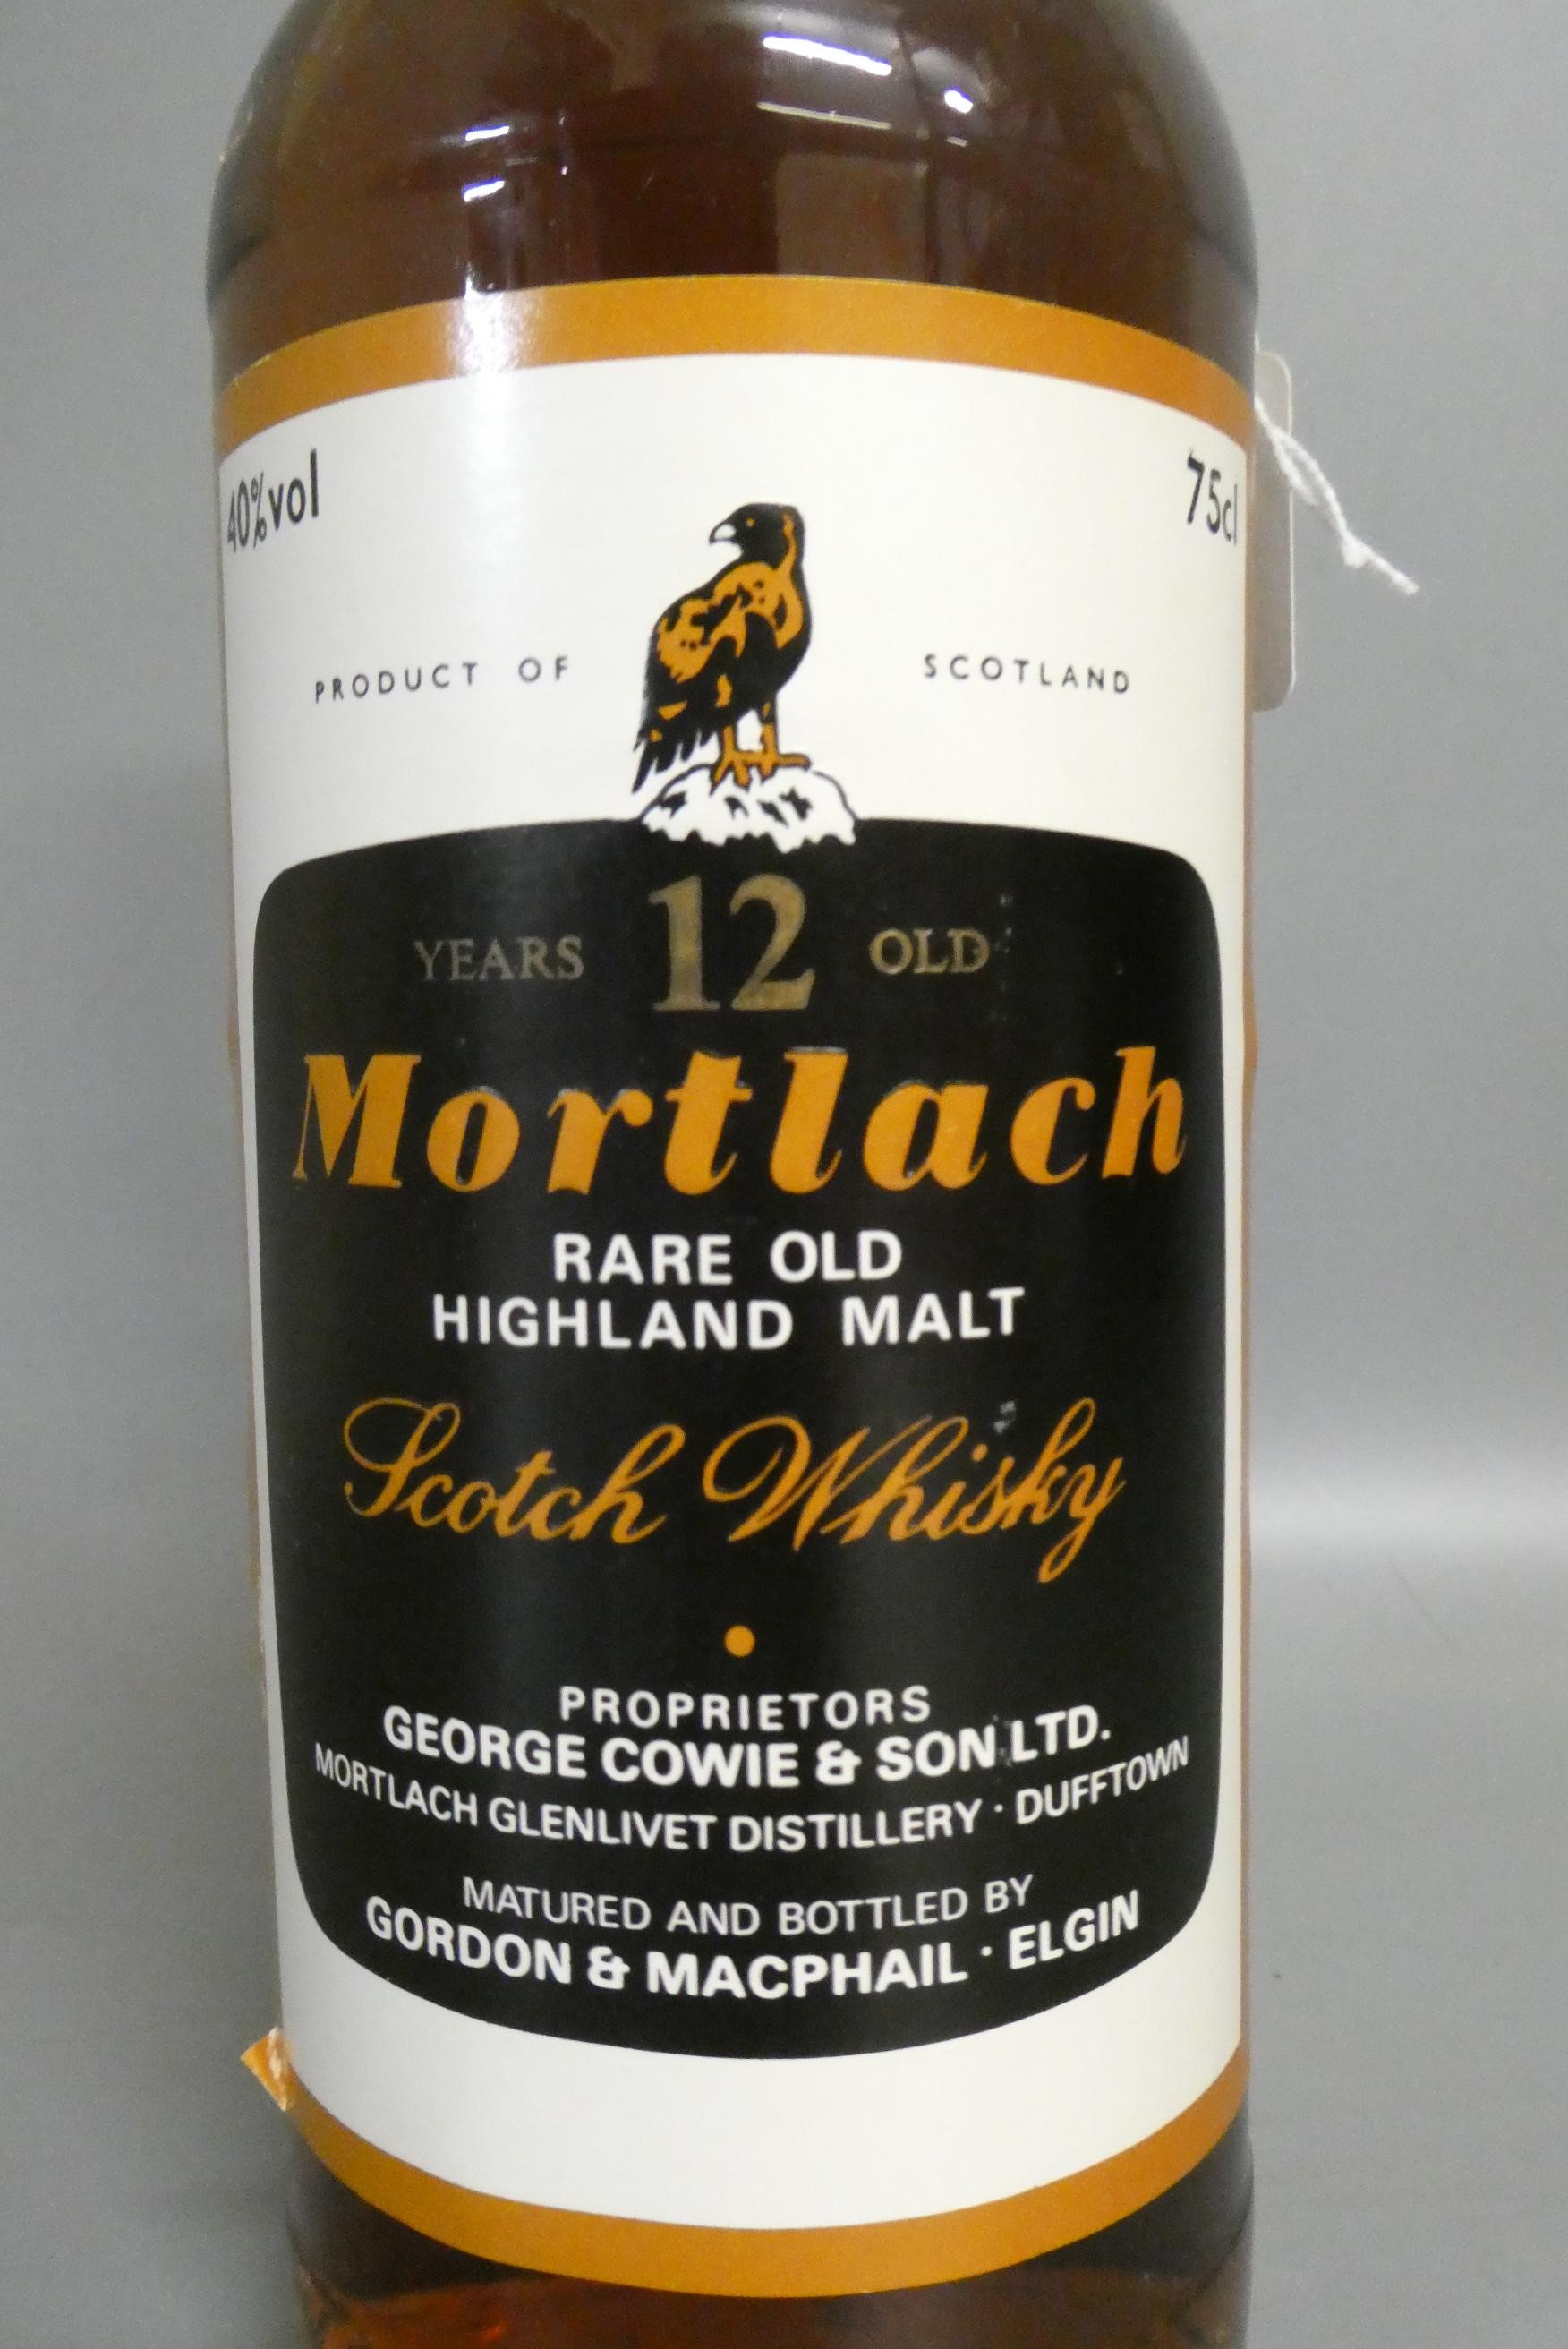 40%vol 75cl
PRODUCT OF SCOTLAND
YEARS 12 OLD
Mortlach
RARE OLD
HIGHLAND MALT
Scotch Whisky
PROPRIETORS
GEORGE COWIE & SON LTD.
MORTLACH GLENLIVET DISTILLERY · DUFFTOWN
MATURED AND BOTTLED BY
GORDON & MACPHAIL · ELGIN